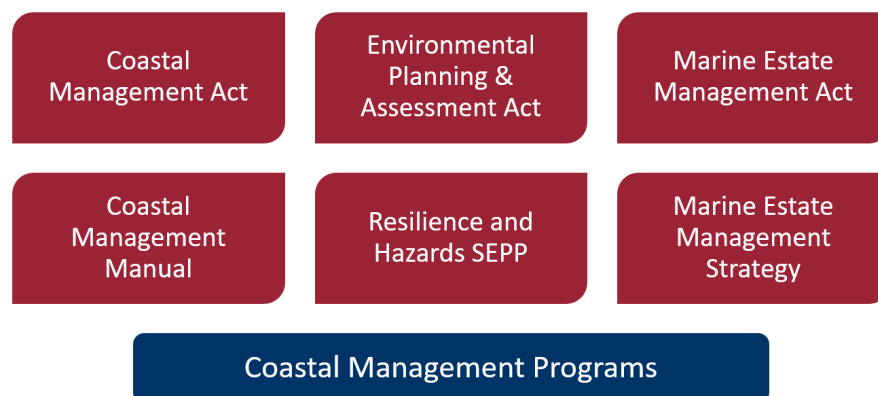 Coastal
Management Act
Environmental
Planning &
Assessment Act
Marine Estate
Management Act
Coastal
Management
Manual
Resilience and
Hazards SEPP
Marine Estate
Management
Strategy
Coastal Management Programs